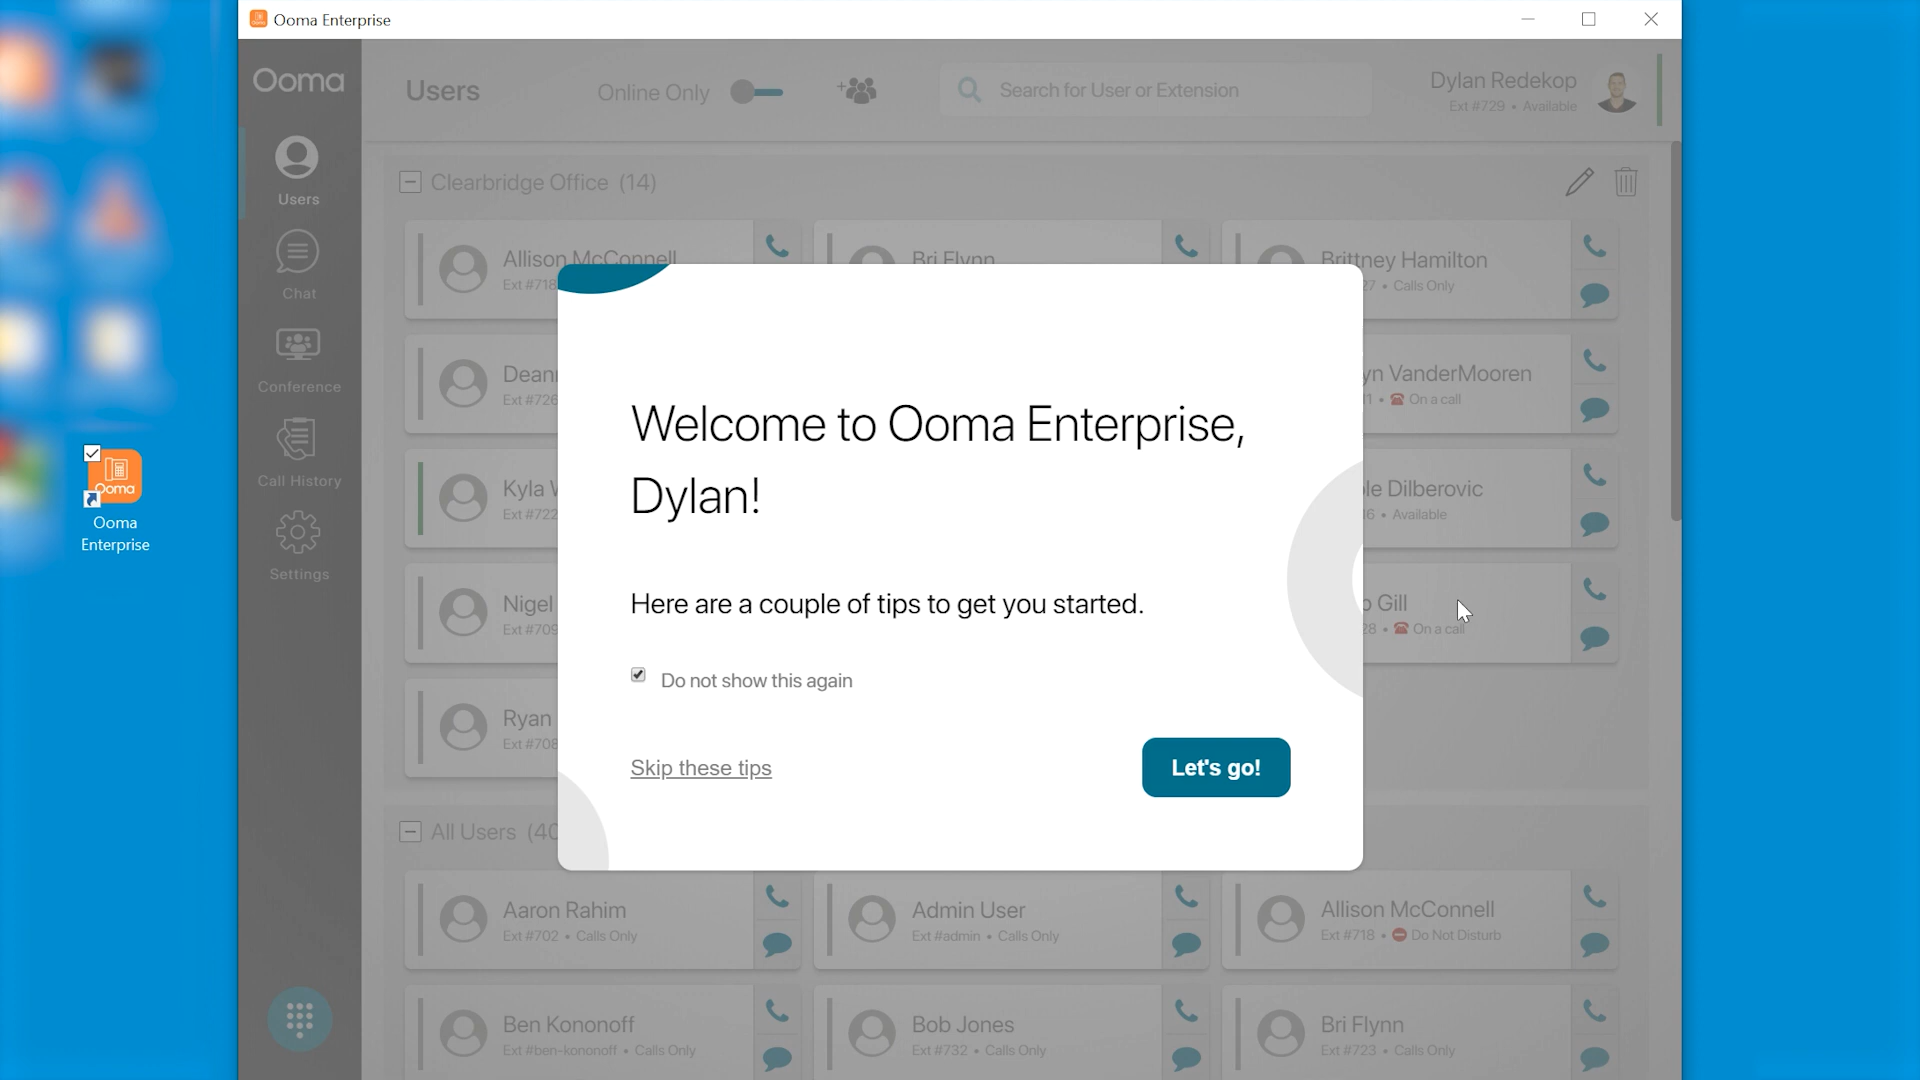 Ooma Enterprise
Ooma
Users
Online Only
Search for User or Extension
Dylan Redekop
Ext #729 • Available
Users
Chat
Conference
Call History
Settings
Ooma
Ooma
Enterprise
Clearbridge Office (14)
Allison McConnell
Ext #718
Bri Flynn
Brittney Hamilton
27 • Calls Only
Ext #726
VanderMooren
On a call
Kyla
Ext #722
Dilberovic
• Available
Nigel
Ext #709
Gill
28 • On a call
Ryan
Ext #708
Welcome to Ooma Enterprise,
Dylan!
Here are a couple of tips to get you started.
Do not show this again
Skip these tips
Let's go!
All Users (40
Aaron Rahim
Ext #702 • Calls Only
Admin User
Ext #admin • Calls Only
Allison McConnell
Ext #718 • Do Not Disturb
Ben Kononoff
Ext #ben-kononoff • Calls Only
Bob Jones
Ext #732 • Calls Only
Bri Flynn
Ext #723 • Calls Only